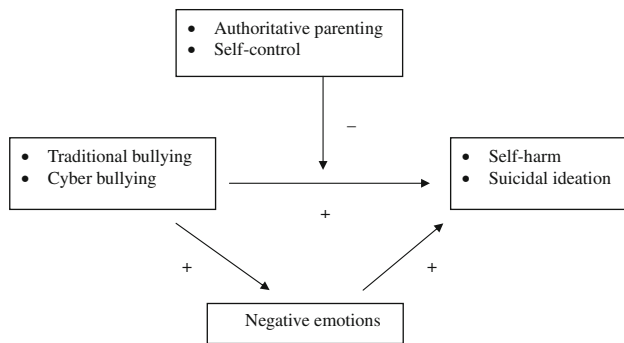 • Authoritative parenting
• Self-control
–
• Traditional bullying
• Cyber bullying
• Self-harm
• Suicidal ideation
+
+
+
Negative emotions